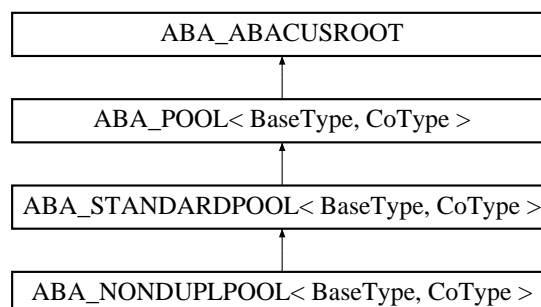 ABA_ABACUSROOT
ABA_POOL< BaseType, CoType >
ABA_STANDARDPOOL< BaseType, CoType >
ABA_NONDUPLPOOL< BaseType, CoType >